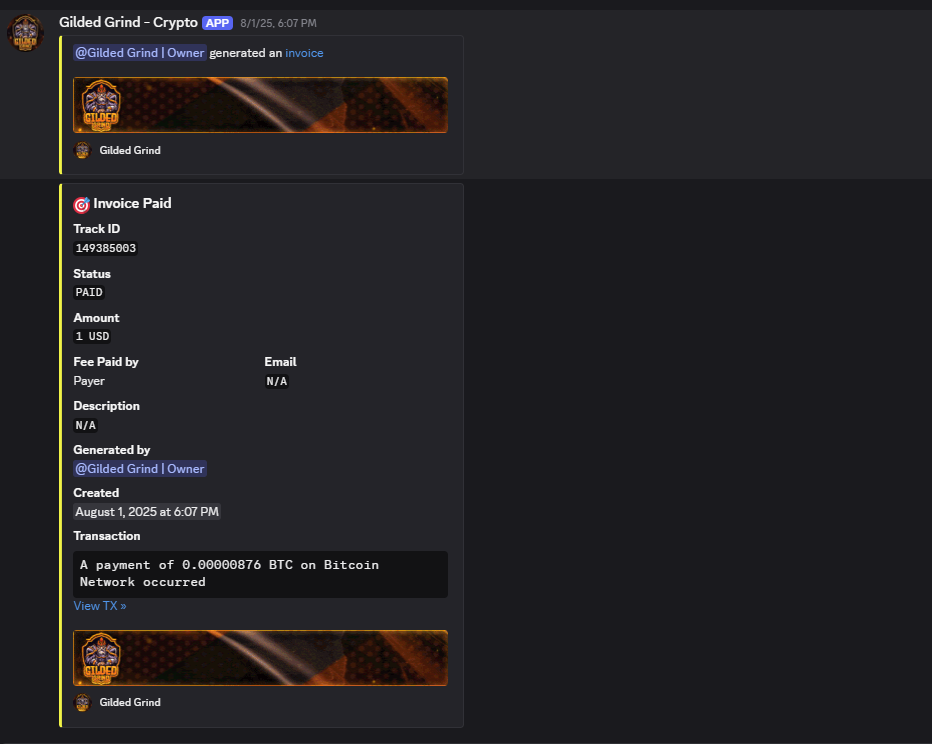 Gilded Grind - Crypto APP 8/1/25, 6:07 PM
@Gilded Grind | Owner generated an invoice
GILDED
GRIND
Gilded Grind
Invoice Paid
Track ID
149385003
Status
PAID
Amount
1 USD
Fee Paid by Email
Payer N/A
Description
N/A
Generated by
@Gilded Grind | Owner
Created
August 1, 2025 at 6:07 PM
Transaction
A payment of 0.00000876 BTC on Bitcoin
Network occurred
View TX »
GILDED
GRIND
Gilded Grind